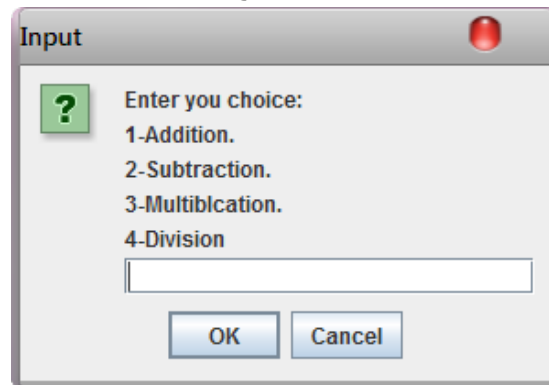 Input
?
Enter you choice:
1-Addition.
2-Subtraction.
3-Multiblcation.
4-Division
OK Cancel